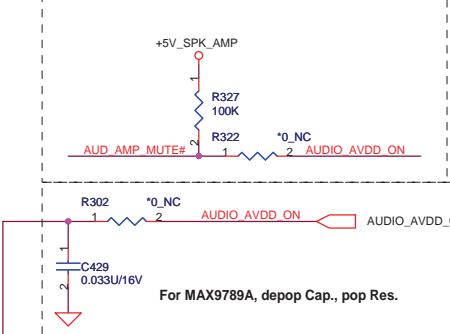 +5V_SPK_AMP
1
R327
100K
2
AUD_AMP_MUTE#
R322
*0_NC
1
2
AUDIO_AVDD_ON
R302
*0_NC
1
2
AUDIO_AVDD_ON
AUDIO_AVDD_
1
C429
0.033U/16V
2
For MAX9789A, depop Cap., pop Res.